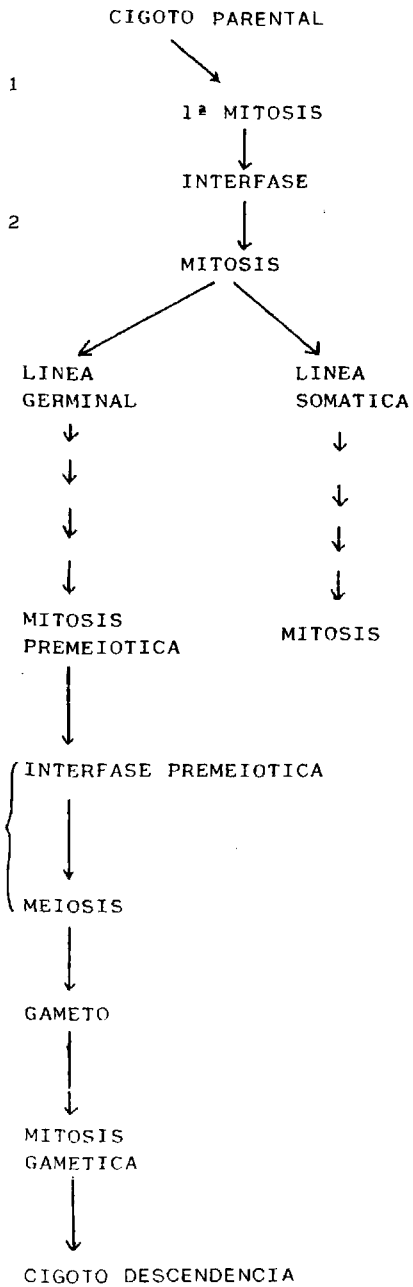 CIGOTO PARENTAL
1
1ª MITOSIS
INTERFASE
2
MITOSIS
LINEA
GERMINAL
LINEA
SOMATICA
MITOSIS
PREMEIOTICA
MITOSIS
INTERFASE PREMEIOTICA
MEIOSIS
GAMETO
MITOSIS
GAMETICA
CIGOTO DESCENDENCIA